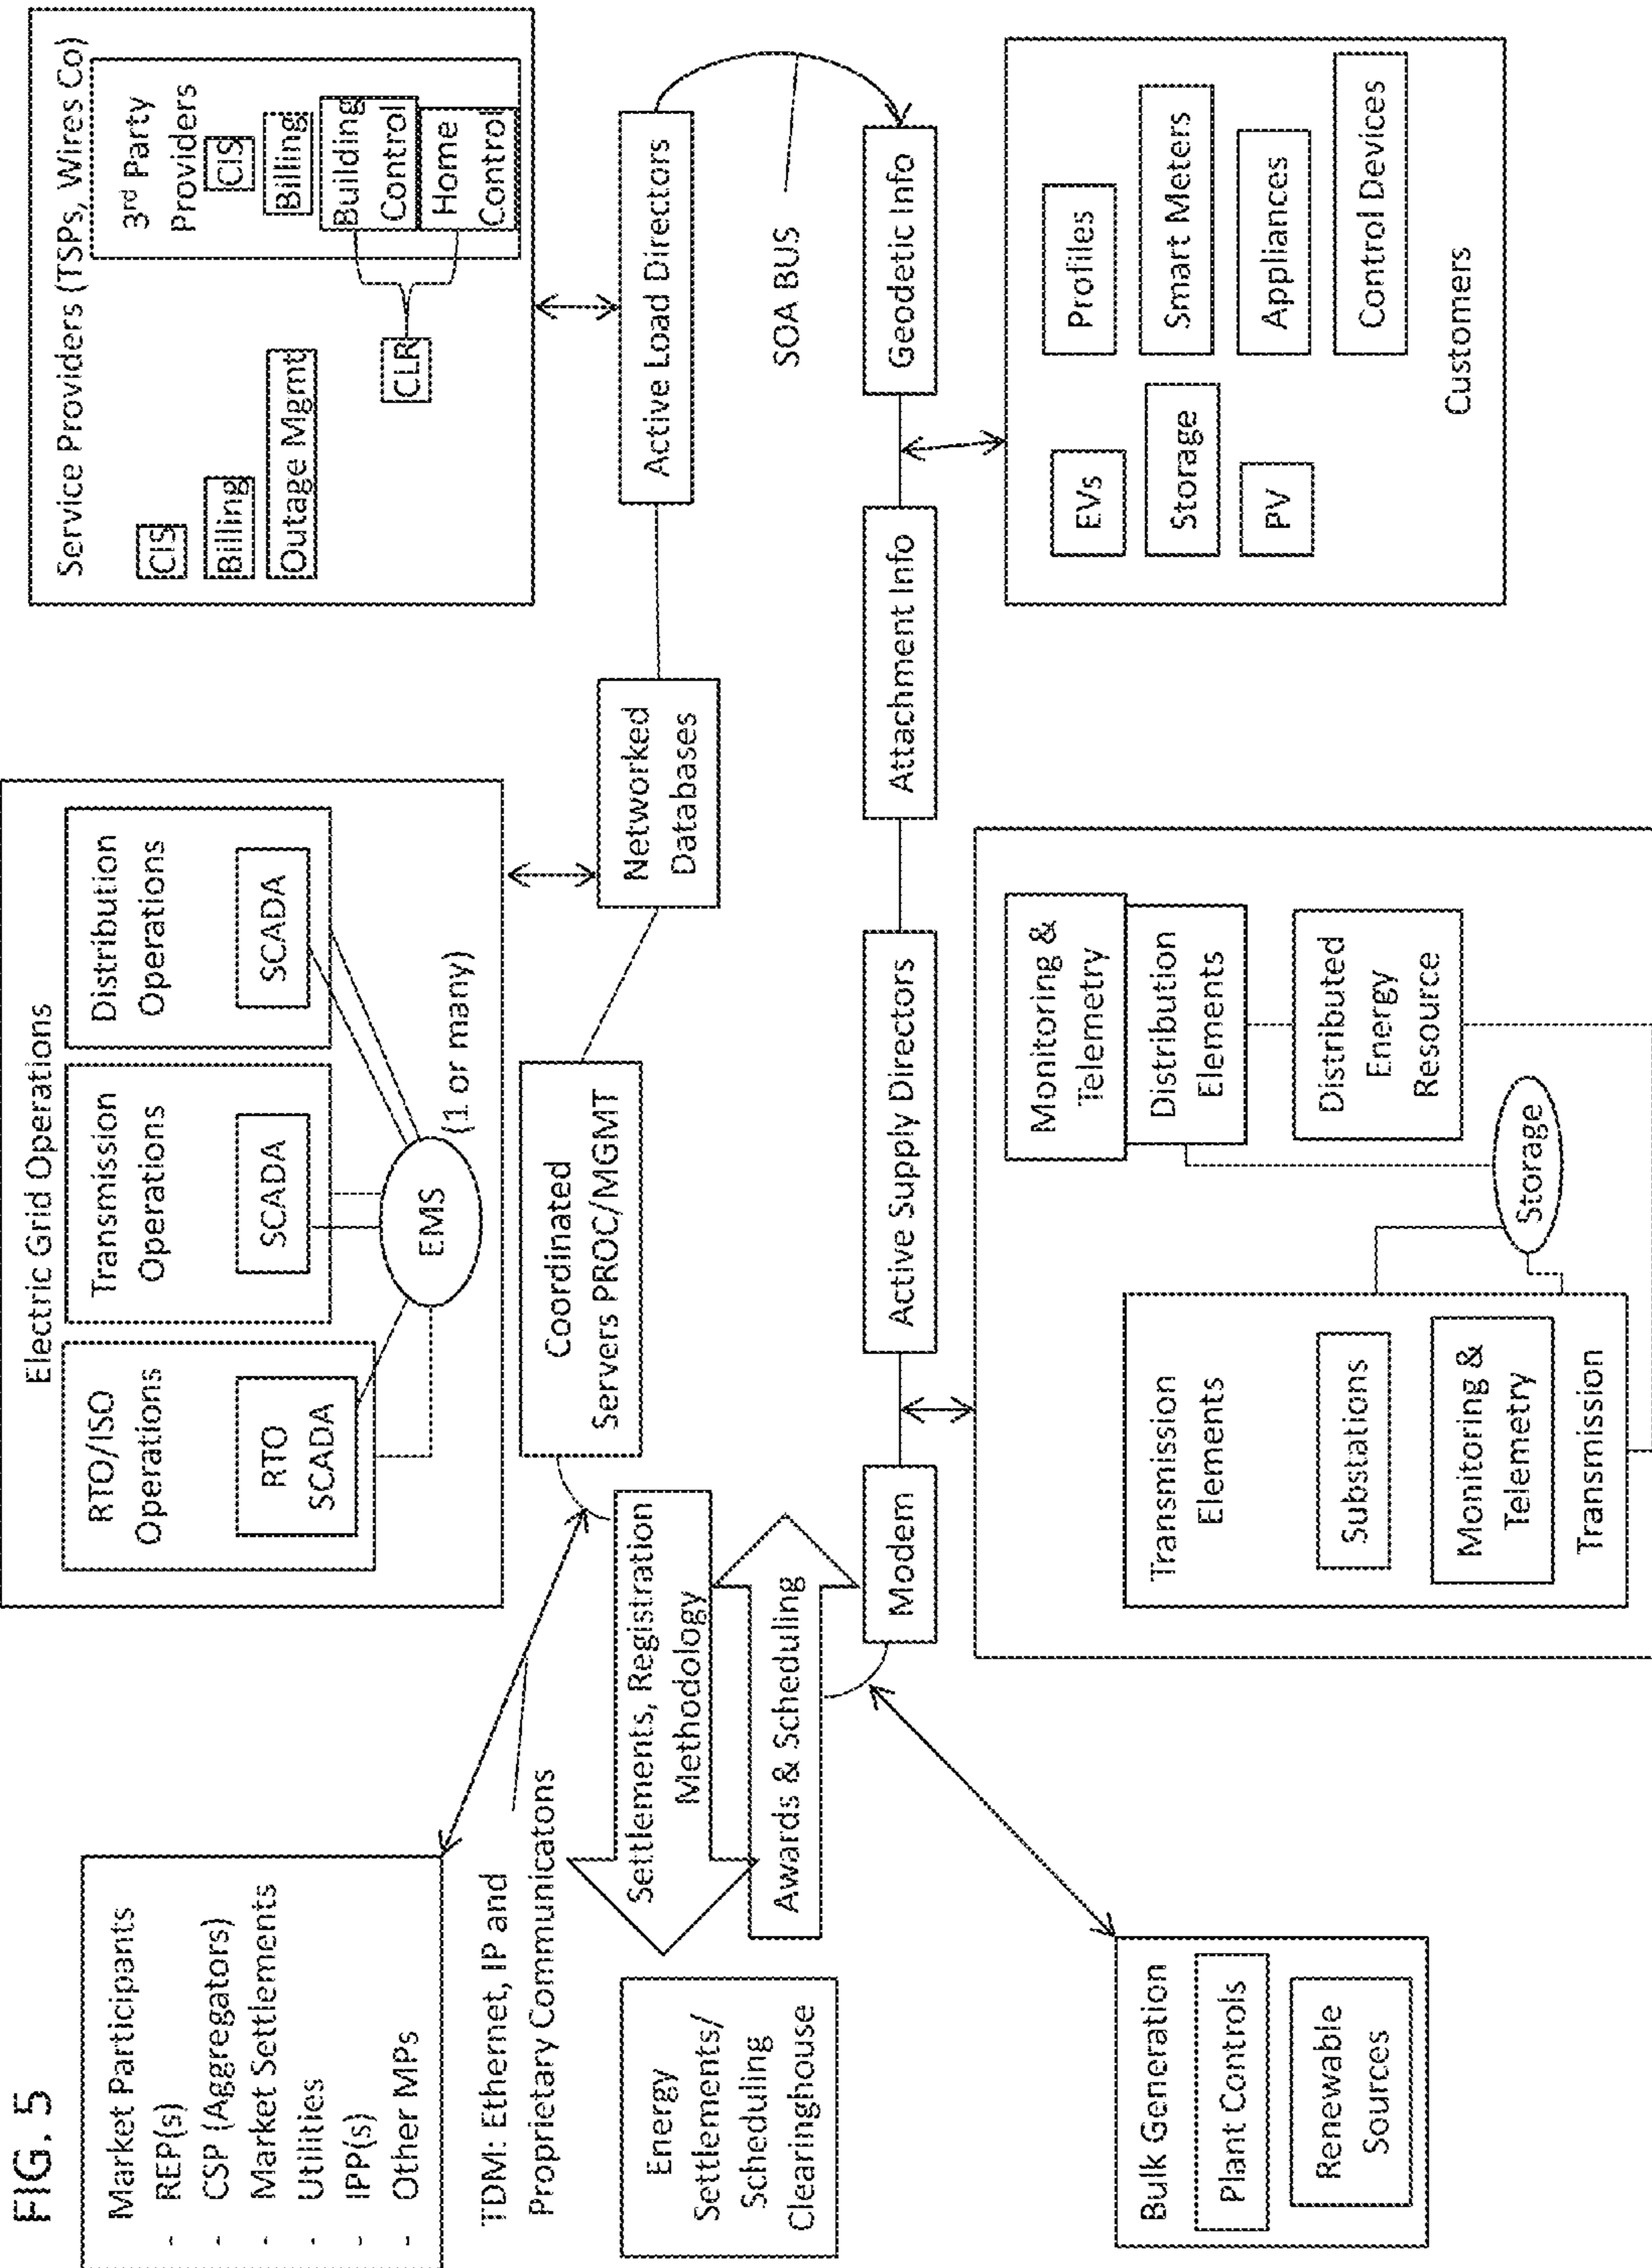 FIG. 5
Market Participants
- REP(s)
- CSP (Aggregators)
- Market Settlements
- Utilities
- IPP(s)
- Other MPs
TDM: Ethernet, IP and
Proprietary Communicatons
Energy
Settlements/
Scheduling
Clearinghouse
Settlements, Registration
Methodology
Awards & Scheduling
Bulk Generation
Plant Controls
Renewable
Sources
Electric Grid Operations
RTO/ISO
Operations
RTO
SCADA
Transmission
Operations
SCADA
Distribution
Operations
SCADA
EMS
(1 or many)
Coordinated
Servers PROC/MGMT
Networked
Databases
Active Load Directors
SOA BUS
Modem
Active Supply Directors
Attachment Info
Geodetic Info
Service Providers (TSPs, Wires Co)
CIS
Billing
Outage Mgmt
CLR
3rd Party
Providers
CIS
Billing
Building
Control
Home
Control
Transmission
Elements
Substations
Monitoring &
Telemetry
Transmission
Storage
Monitoring &
Telemetry
Distribution
Elements
Distributed
Energy
Resource
EVs
Storage
PV
Profiles
Smart Meters
Appliances
Control Devices
Customers